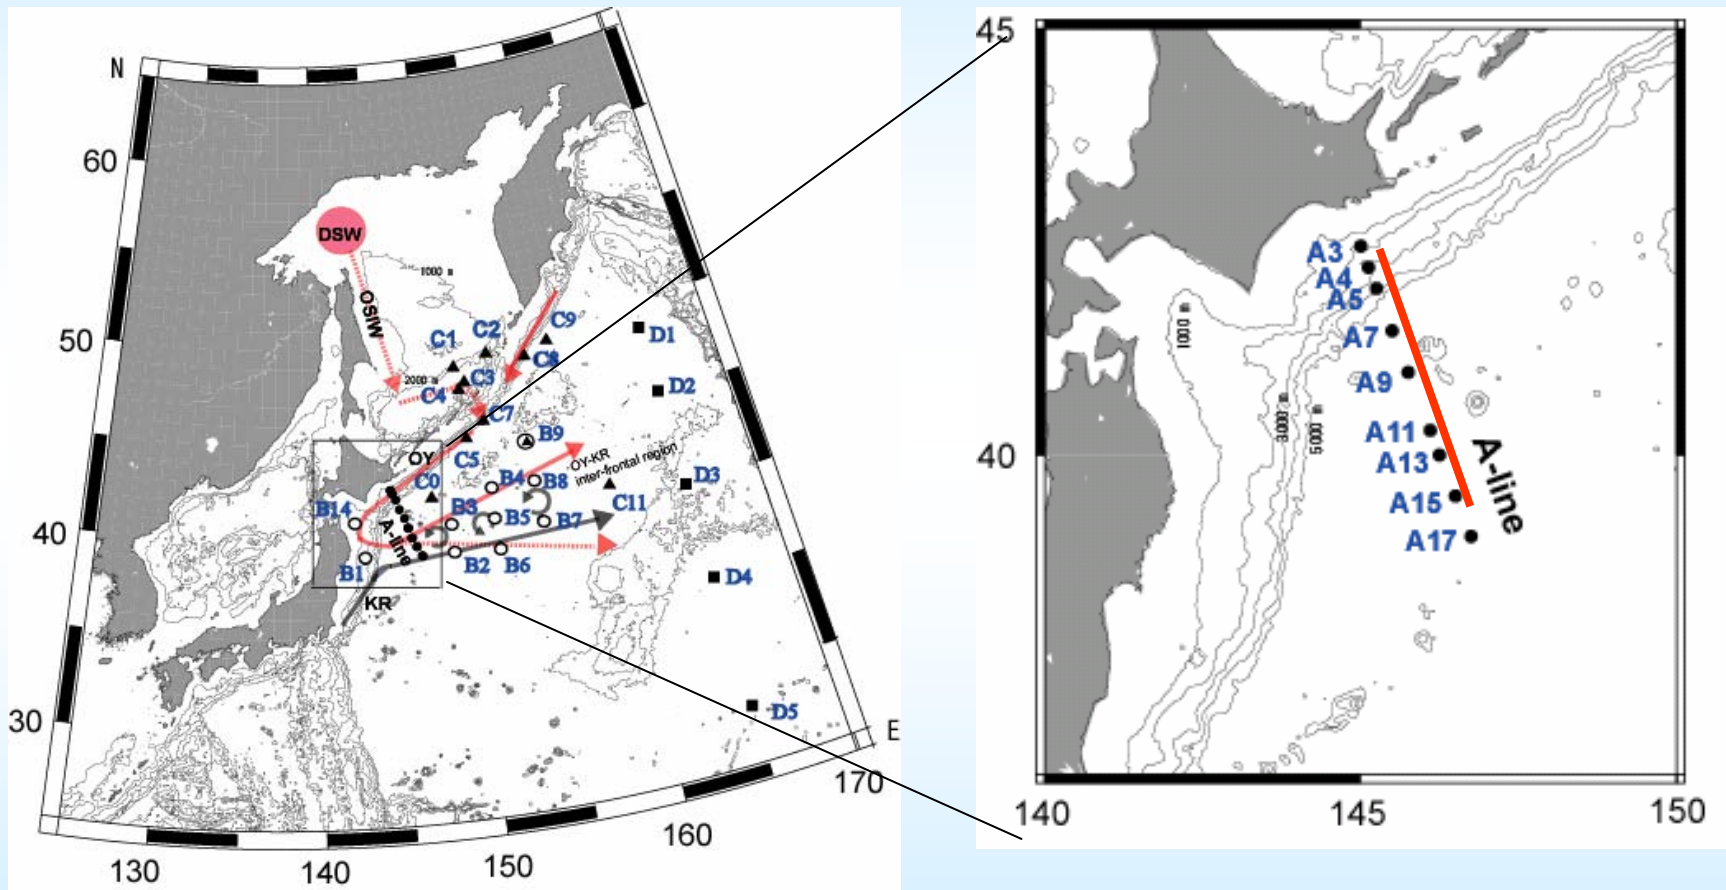 N
60
50
40
30
130
140
150
160
170
E
DSW
OSIW
1000 m
2000 m
C1
C2
C9
C8
C3
C4
C7
C5
C0
OY
B9
OY-KR
inter-frontal region
B4
B8
B3
B5
B7
C11
B14
A-line
B1
B2
B6
KR
D1
D2
D3
D4
D5
45
40
140
145
150
A3
A4
A5
A7
A9
A11
A13
A15
A17
A-line
1000 m
3000 m
5000 m